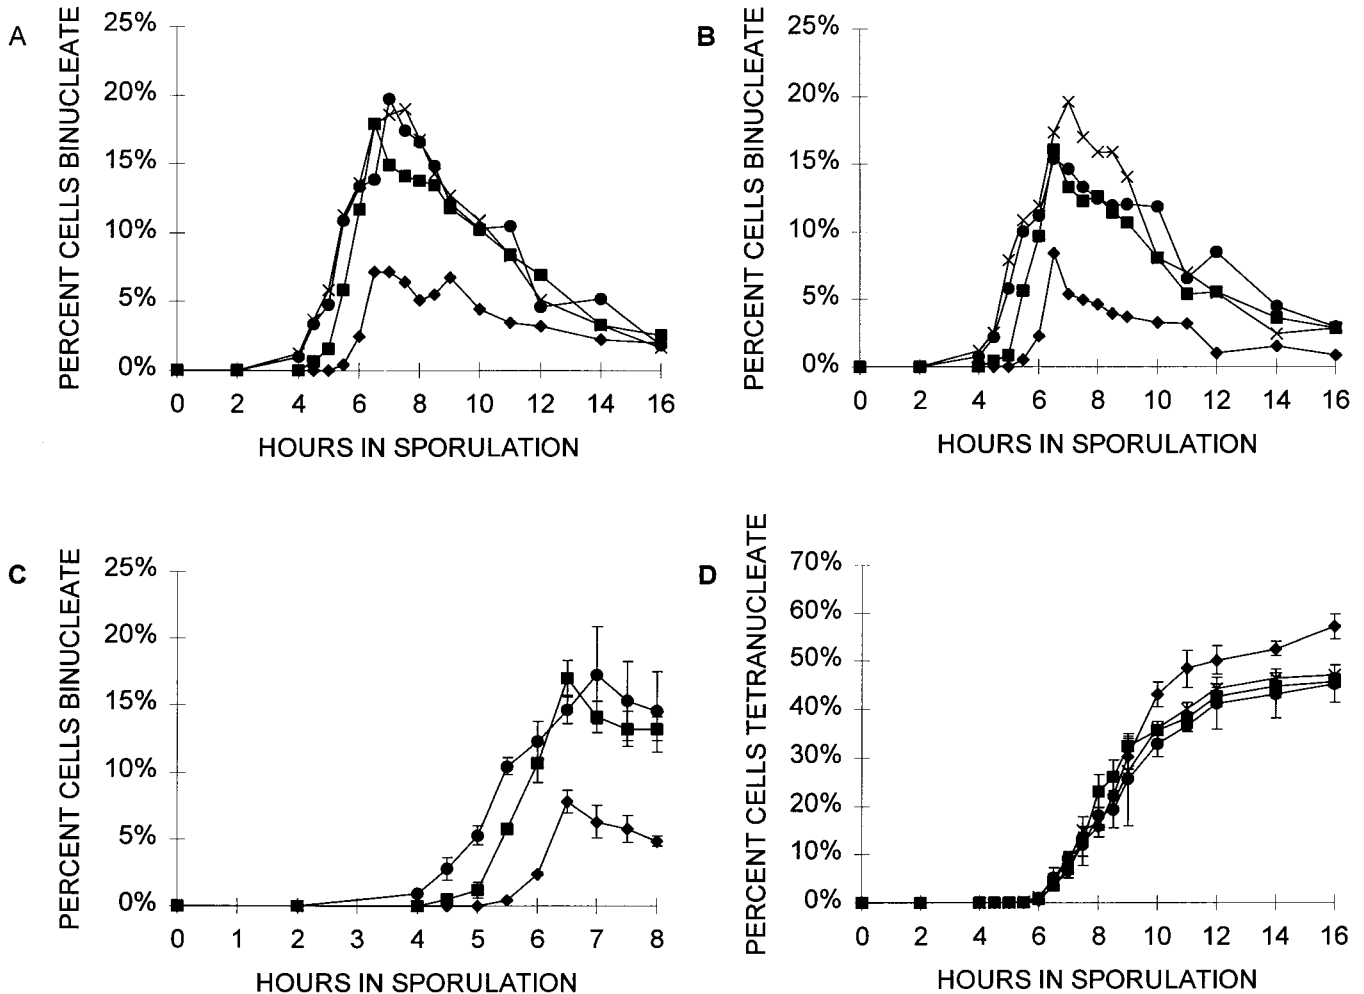 A
PERCENT CELLS BINUCLEATE
25%
20%
15%
10%
5%
0%
0 2 4 6 8 10 12 14 16
HOURS IN SPORULATION
B
PERCENT CELLS BINUCLEATE
25%
20%
15%
10%
5%
0%
0 2 4 6 8 10 12 14 16
HOURS IN SPORULATION
C
PERCENT CELLS BINUCLEATE
25%
20%
15%
10%
5%
0%
0 1 2 3 4 5 6 7 8
HOURS IN SPORULATION
D
PERCENT CELLS TETRANUCLEATE
70%
60%
50%
40%
30%
20%
10%
0%
0 2 4 6 8 10 12 14 16
HOURS IN SPORULATION